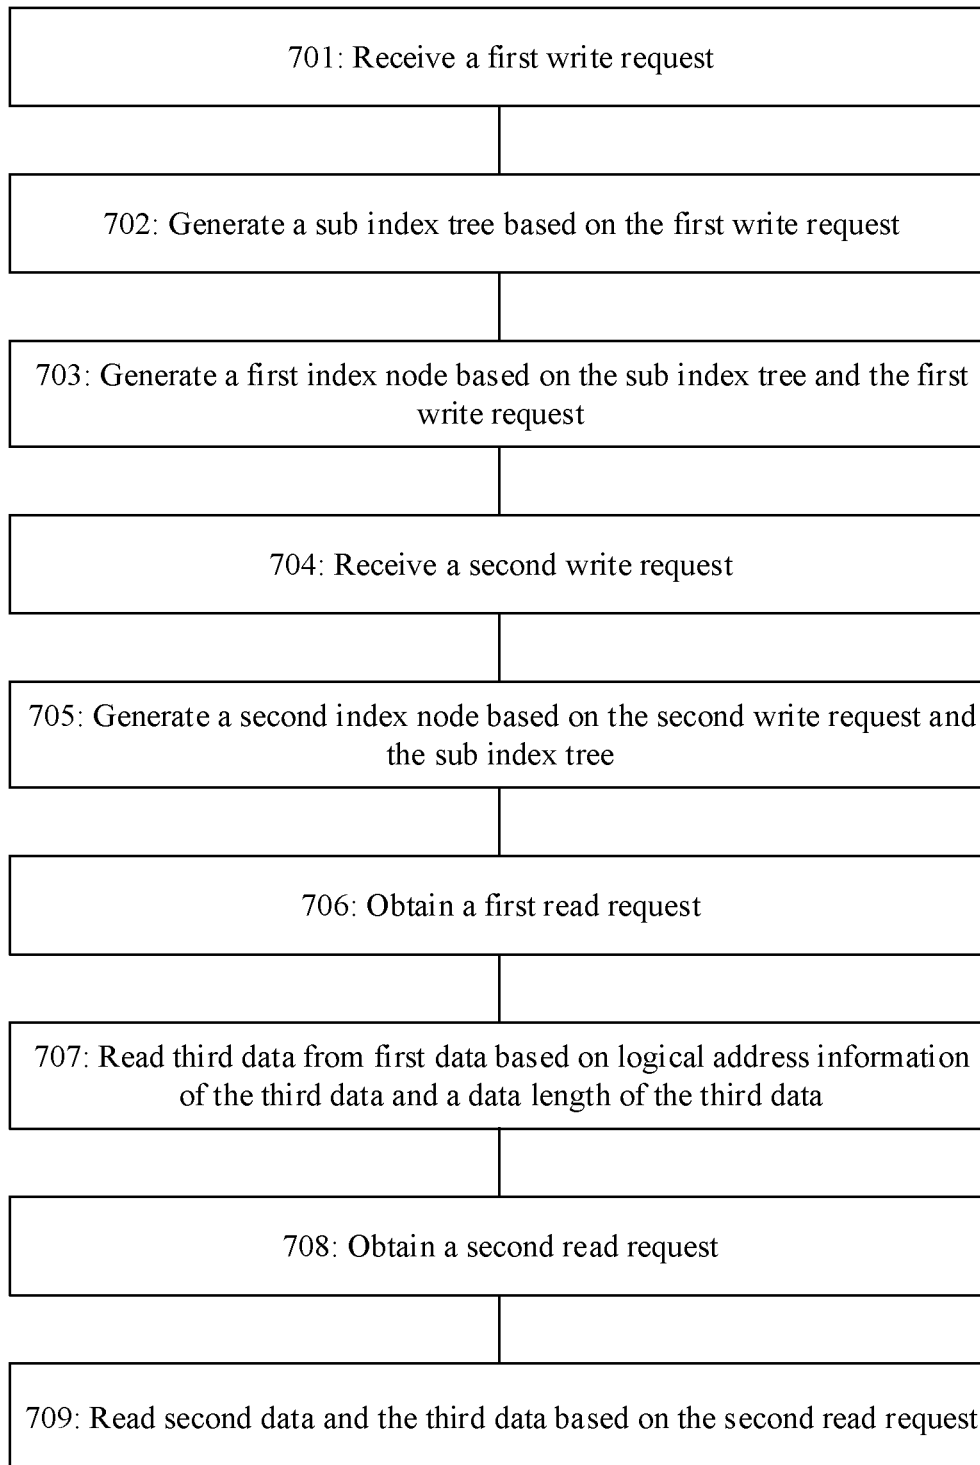 701: Receive a first write request
702: Generate a sub index tree based on the first write request
703: Generate a first index node based on the sub index tree and the first
write request
704: Receive a second write request
705: Generate a second index node based on the second write request and
the sub index tree
706: Obtain a first read request
707: Read third data from first data based on logical address information
of the third data and a data length of the third data
708: Obtain a second read request
709: Read second data and the third data based on the second read request